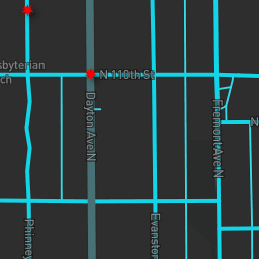 sbyterian
ch
N 110th St
Dayton Ave N
Fremont Ave N
N
Phinney
Evanston